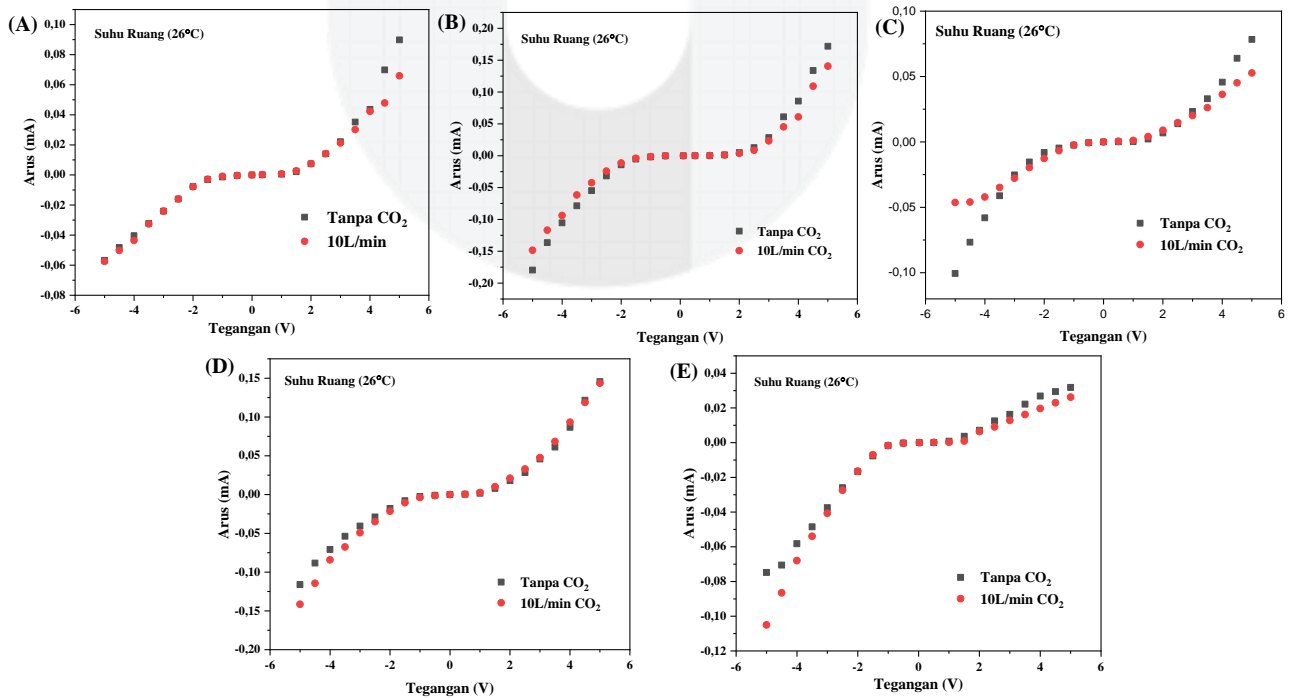 (A)
Suhu Ruang (26°C)
Arus (mA)
0,10
0,08
0,06
0,04
0,02
0,00
-0,02
-0,04
-0,06
0,08
Tanpa CO₂
10L/min
-6 -4 -2 0 2 4 6
Tegangan (V)
(B)
Suhu Ruang (26°C)
Arus (mA)
0,20
0,15
0,10
0,05
0,00
-0,05
-0,10
-0,15
-0,20
Tanpa CO₂
10L/min CO₂
-6 -4 -2 0 2 4 6
Tegangan (V)
(C)
Suhu Ruang (26°C)
Arus (mA)
0,10
0,05
0,00
-0,05
-0,10
Tanpa CO₂
10L/min CO₂
-6 -4 -2 0 2 4 6
Tegangan (V)
(D)
Suhu Ruang (26°C)
Arus (mA)
0,15
0,10
0,05
0,00
-0,05
-0,10
-0,15
-0,20
Tanpa CO₂
10L/min CO₂
-6 -4 -2 0 2 4 6
Tegangan (V)
(E)
Suhu Ruang (26°C)
Arus (mA)
0,04
0,02
0,00
-0,02
-0,04
-0,06
-0,08
-0,10
-0,12
Tanpa CO₂
10L/min CO₂
-6 -4 -2 0 2 4 6
Tegangan (V)